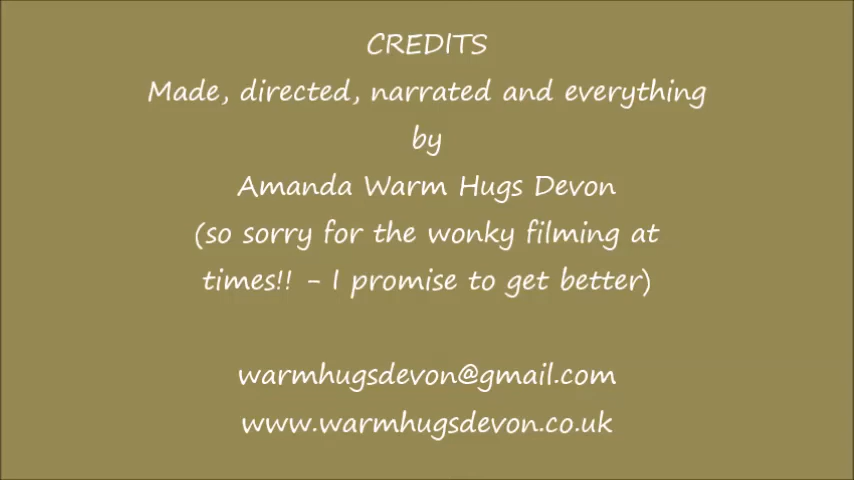 CREDITS
Made, directed, narrated and everything
by
Amanda Warm Hugs Devon
(so sorry for the wonky filming at
times!! - I promise to get better)
warmhugsdevon@gmail.com
www.warmhugsdevon.co.uk